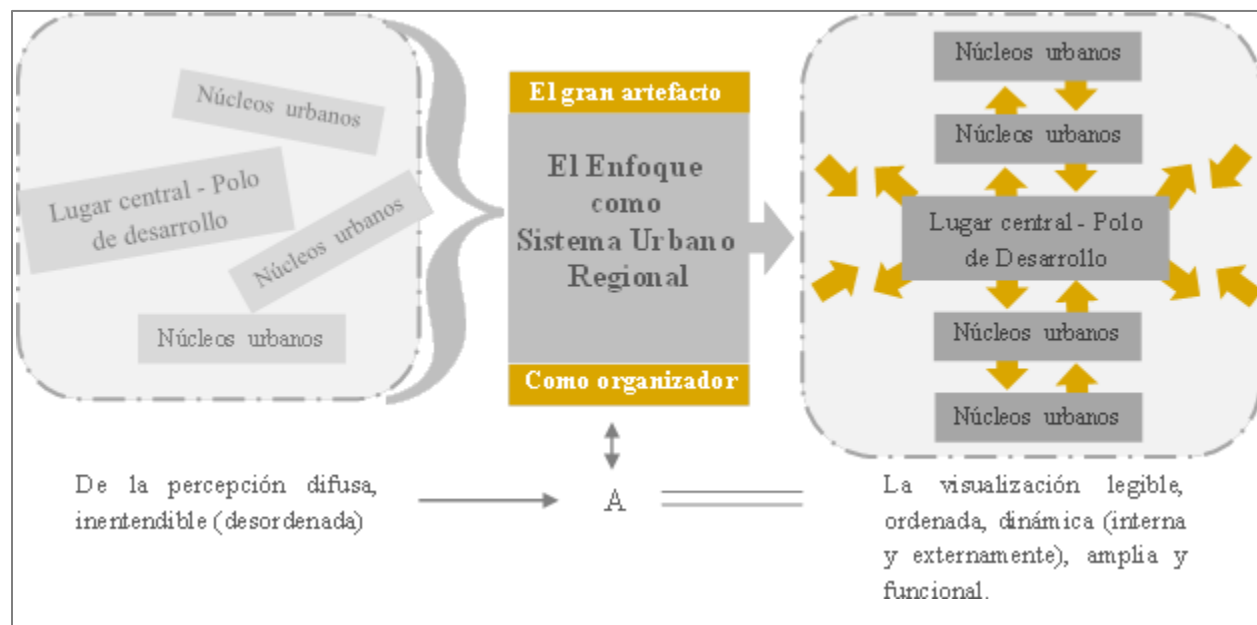 Núcleos urbanos
Lugar central - Polo
de desarrollo
Núcleos urbanos
Núcleos urbanos
El gran artefacto
El Enfoque
como
Sistema Urbano
Regional
Como organizador
Núcleos urbanos
Núcleos urbanos
Lugar central - Polo
de Desarrollo
Núcleos urbanos
Núcleos urbanos
De la percepción difusa,
inentendible (desordenada)
A
La visualización legible,
ordenada, dinámica (interna
y externamente), amplia y
funcional.